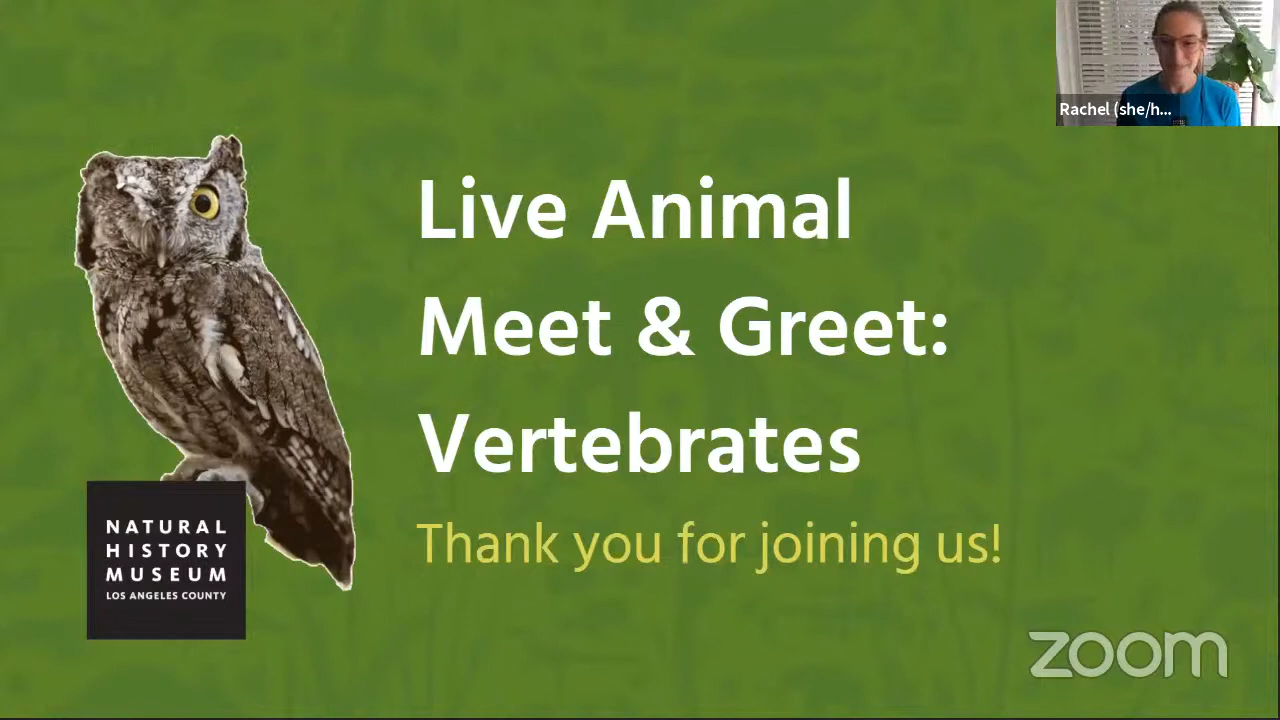 Rachel (she/h...
Live Animal
Meet & Greet:
Vertebrates
Thank you for joining us!
NATURAL
HISTORY
MUSEUM
LOS ANGELES COUNTY
zoom